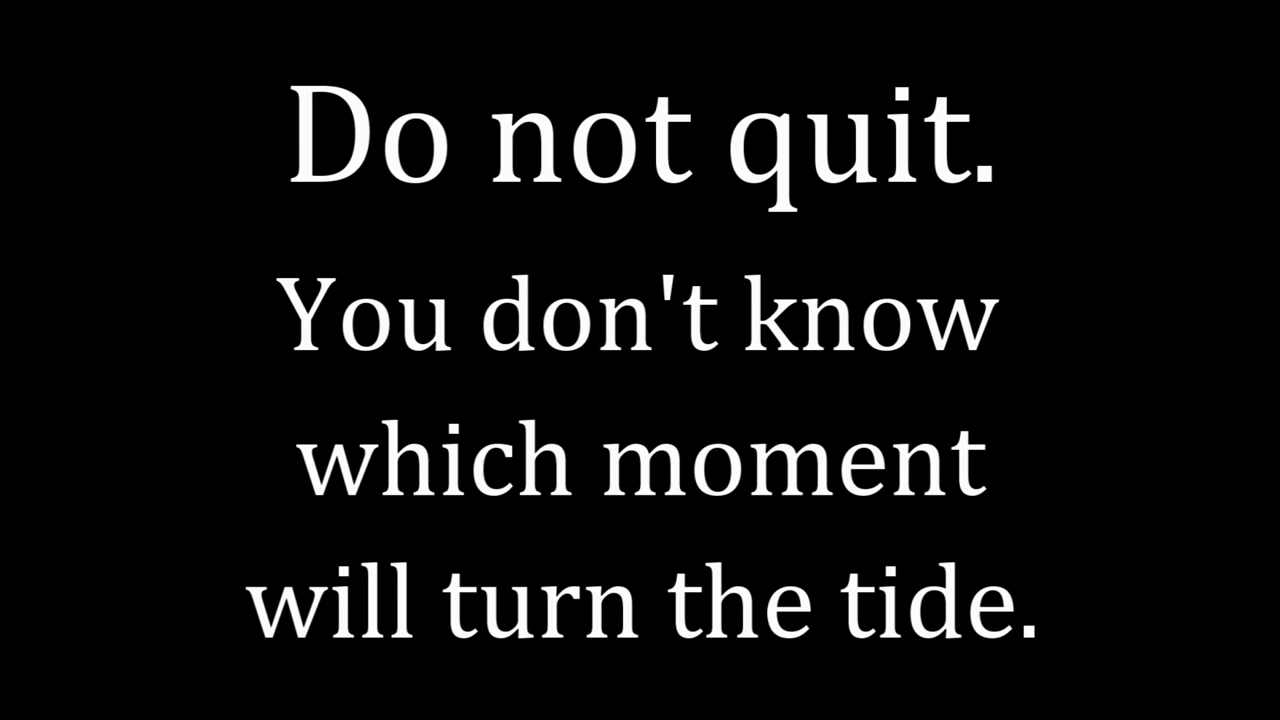 Do not quit.
You don't know
which moment
will turn the tide.